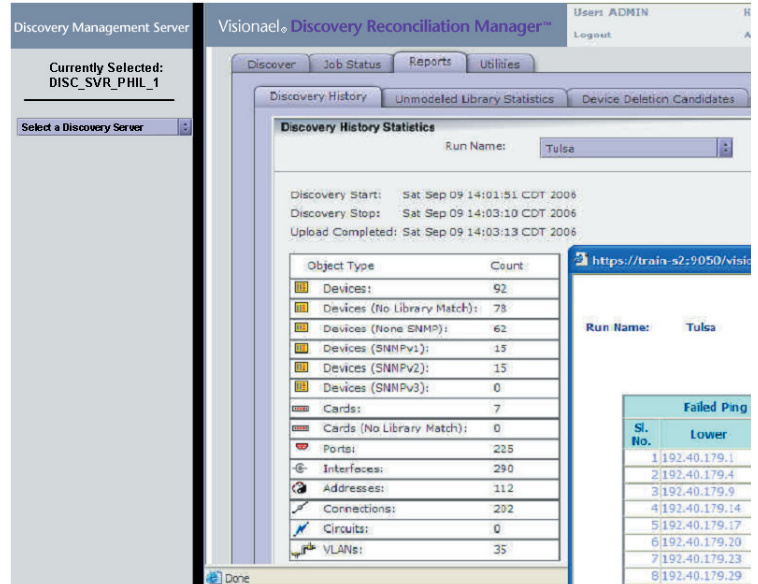 Discovery Management Server
Currently Selected:
DISC_SVR_PHIL_1
Select a Discovery Server
Visionael® Discovery Reconciliation Manager™
User: ADMIN
Logout
Discover
Job Status
Reports
Utilities
Discovery History
Unmodeled Library Statistics
Device Deletion Candidates
Discovery History Statistics
Run Name: Tulsa
Discovery Start: Sat Sep 09 14:01:51 CDT 2006
Discovery Stop: Sat Sep 09 14:03:10 CDT 2006
Upload Completed: Sat Sep 09 14:03:13 CDT 2006
Object Type Count
Devices: 92
Devices (No Library Match): 78
Devices (None SNMP): 62
Devices (SNMPv1): 15
Devices (SNMPv2): 15
Devices (SNMPv3): 0
Cards: 7
Cards (No Library Match): 0
Ports: 225
Interfaces: 290
Addresses: 112
Connections: 202
Circuits: 0
VLANs: 35
Done
https://train-s2:9050/visio
Run Name: Tulsa
Failed Ping
Sl. No. Lower
1 192.40.179.1
2 192.40.179.4
3 192.40.179.9
4 192.40.179.14
5 192.40.179.17
6 192.40.179.20
7 192.40.179.23
8 192.40.179.29